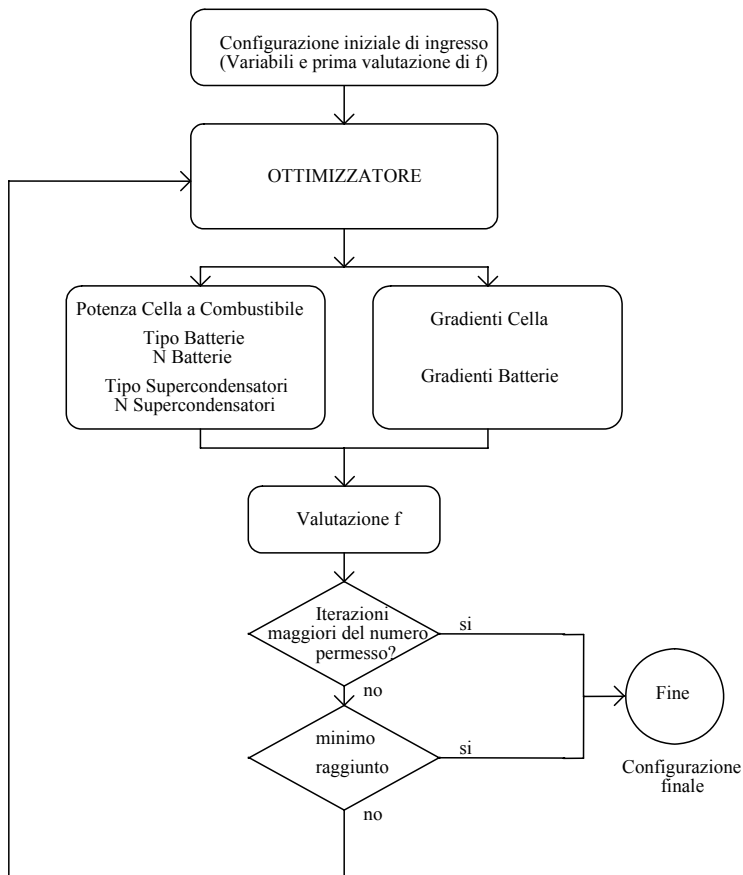 Configurazione iniziale di ingresso
(Variabili e prima valutazione di f)
OTTIMIZZATORE
Potenza Cella a Combustibile
Tipo Batterie
N Batterie
Tipo Supercondensatori
N Supercondensatori
Gradienti Cella
Gradienti Batterie
Valutazione f
Iterazioni
maggiori del numero
permesso?
si
no
minimo
raggiunto
si
no
Fine
Configurazione
finale